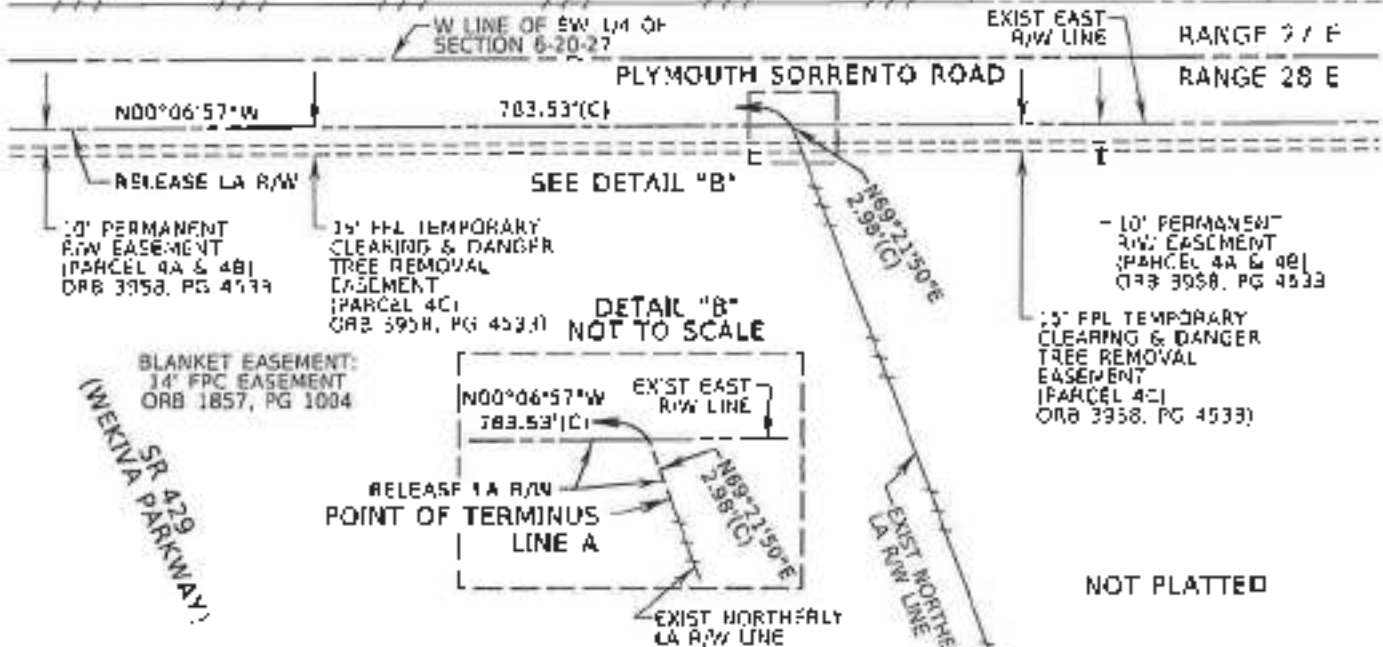 W LINE OF SW 1/4 OF
SECTION 6-20-27
EXIST EAST
R/W LINE
RANGE 27 E
PLYMOUTH SORRENTO ROAD
RANGE 28 E
N00°06'57"W
783.53'(C)
RELEASE LA R/W
SEE DETAIL "B"
N69°21'50"E
2.98'(C)
10' PERMANENT
R/W EASEMENT
(PARCEL 4A & 4B)
ORB 3958, PG 4533
15' FPL TEMPORARY
CLEARING & DANGER
TREE REMOVAL
EASEMENT
(PARCEL 4C)
ORB 3958, PG 4533)
10' PERMANENT
R/W EASEMENT
(PARCEL 4A & 4B)
ORB 3958, PG 4533
15' FPL TEMPORARY
CLEARING & DANGER
TREE REMOVAL
EASEMENT
(PARCEL 4C)
ORB 3958, PG 4533)
DETAIL "B"
NOT TO SCALE
BLANKET EASEMENT:
14' FPC EASEMENT
ORB 1857, PG 1004
SR 429
(WEKIVA PARKWAY)
N00°06'57"W
783.53'(C)
EXIST EAST
R/W LINE
RELEASE LA R/W
POINT OF TERMINUS
LINE A
N69°21'50"E
2.98'(C)
EXIST NORTHERLY
LA R/W LINE
EXIST NORTHE
LA R/W LINE
NOT PLATTED